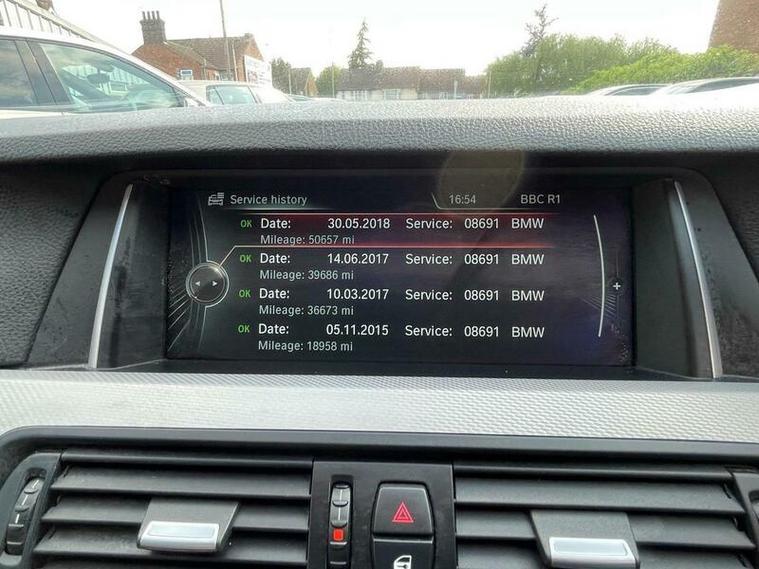 Service history 16:54 BBC R1
OK Date: 30.05.2018 Service: 08691 BMW
Mileage: 50657 mi
OK Date: 14.06.2017 Service: 08691 BMW
Mileage: 39686 mi
OK Date: 10.03.2017 Service: 08691 BMW
Mileage: 36673 mi
OK Date: 05.11.2015 Service: 08691 BMW
Mileage: 18958 mi